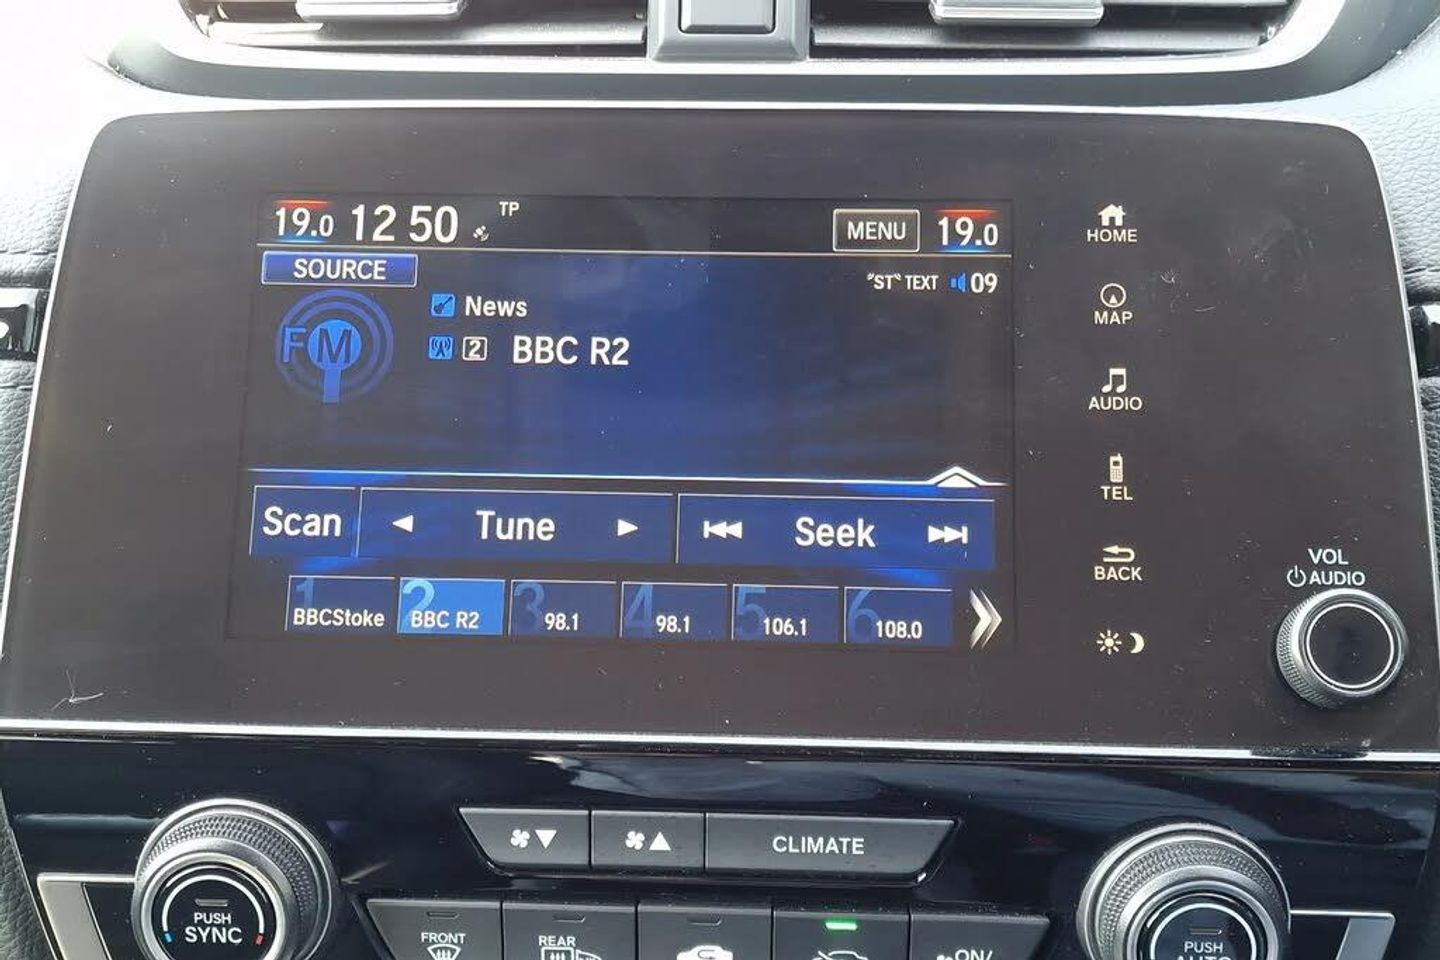 19.0 12 50 TP MENU 19.0
SOURCE
"ST" TEXT 09
FM
News
2 BBC R2
Scan Tune Seek
1 BBCStoke 2 BBC R2 3 98.1 4 98.1 5 106.1 6 108.0
HOME
MAP
AUDIO
TEL
BACK
VOL
AUDIO
CLIMATE
PUSH
SYNC
FRONT
REAR
ON/
PUSH
AUTO